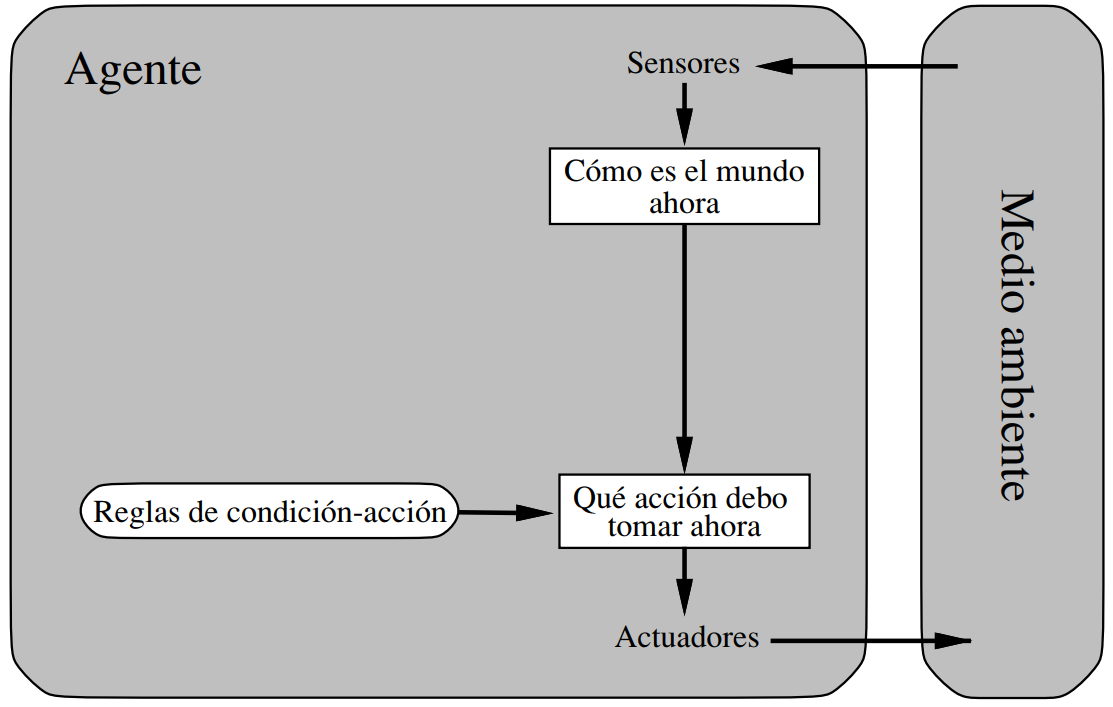 Agente
Sensores
Cómo es el mundo
ahora
Medio ambiente
Reglas de condición-acción
Qué acción debo
tomar ahora
Actuadores